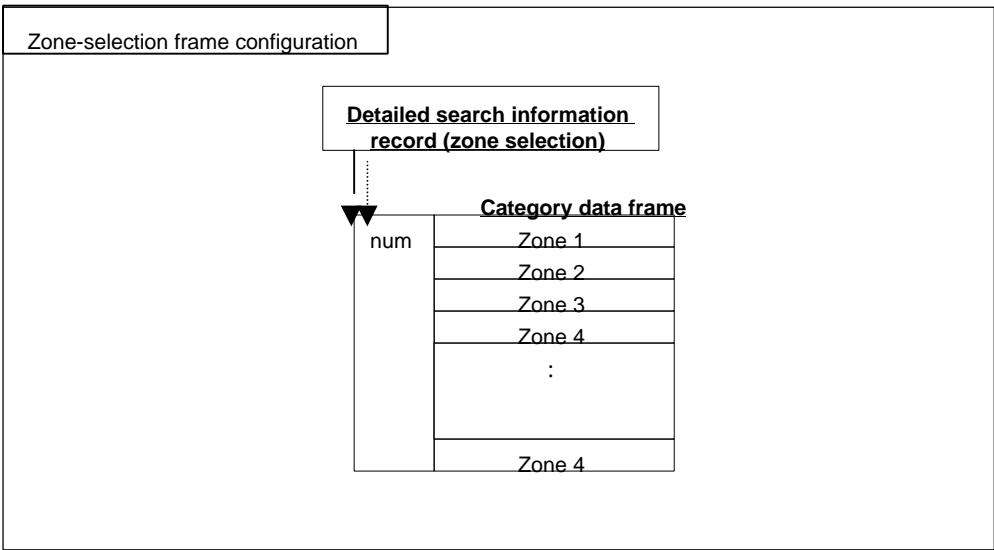 Zone-selection frame configuration
Detailed search information
record (zone selection)
Category data frame
num
Zone 1
Zone 2
Zone 3
Zone 4
:
Zone 4